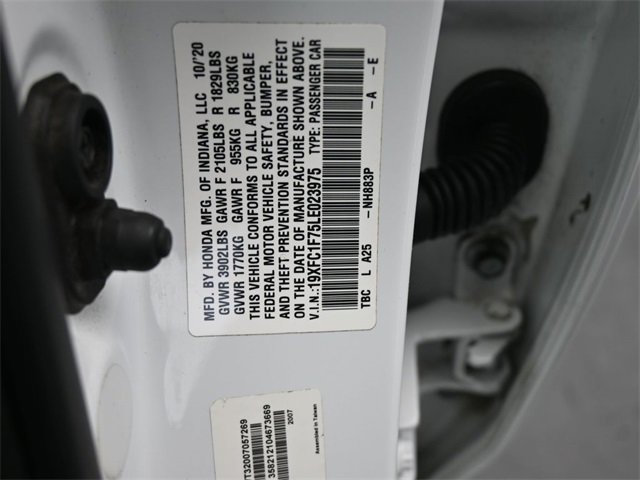 MFD. BY HONDA MFG. OF INDIANA, LLC 10/'20
GVWR 3902LBS GAWR F 2105LBS R 1829LBS
GVWR 1770KG GAWR F 955KG R 830KG
THIS VEHICLE CONFORMS TO ALL APPLICABLE
FEDERAL MOTOR VEHICLE SAFETY, BUMPER,
AND THEFT PREVENTION STANDARDS IN EFFECT
ON THE DATE OF MANUFACTURE SHOWN ABOVE.
V.I.N.:19XFC1F75LE023975 TYPE: PASSENGER CAR
TBC L A25 -NH883P -A -E
T32007057269
358212104673669
2007
Assembled in Taiwan